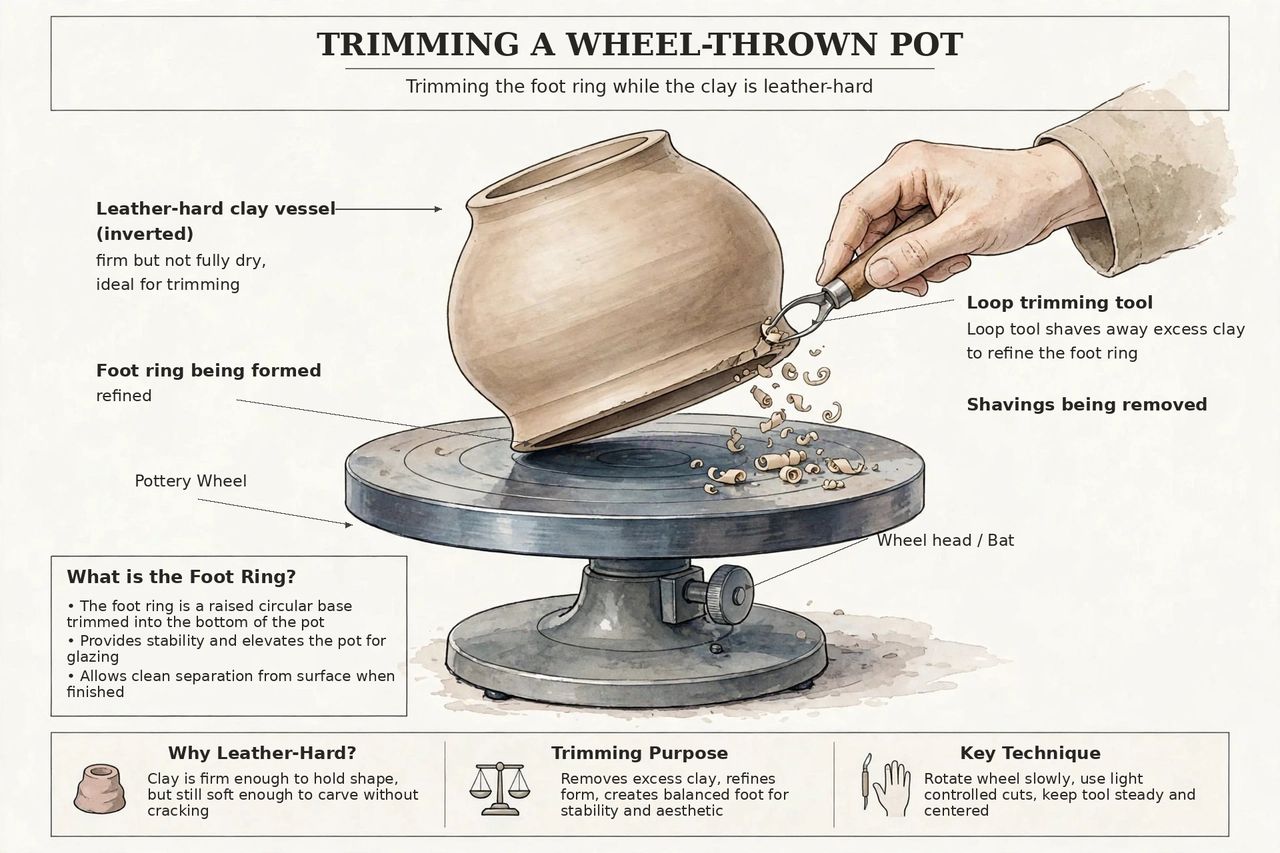 TRIMMING A WHEEL-THROWN POT
Trimming the foot ring while the clay is leather-hard
Leather-hard clay vessel
(inverted)
firm but not fully dry,
ideal for trimming
Foot ring being formed
refined
Pottery Wheel
Loop trimming tool
Loop tool shaves away excess clay
to refine the foot ring
Shavings being removed
Wheel head / Bat
What is the Foot Ring?
• The foot ring is a raised circular base
trimmed into the bottom of the pot
• Provides stability and elevates the pot for
glazing
• Allows clean separation from surface when
finished
Why Leather-Hard?
Clay is firm enough to hold shape,
but still soft enough to carve without
cracking
Trimming Purpose
Removes excess clay, refines
form, creates balanced foot for
stability and aesthetic
Key Technique
Rotate wheel slowly, use light
controlled cuts, keep tool steady and
centered